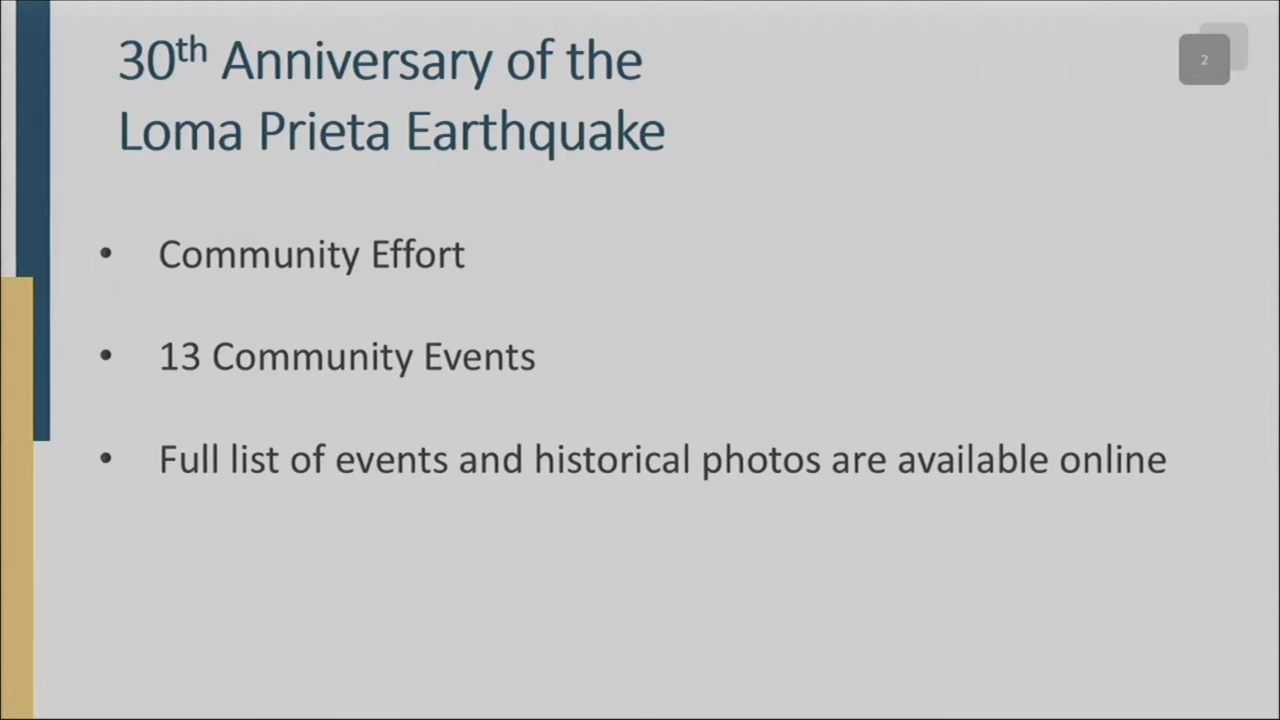 30th Anniversary of the
Loma Prieta Earthquake
2
• Community Effort
• 13 Community Events
• Full list of events and historical photos are available online